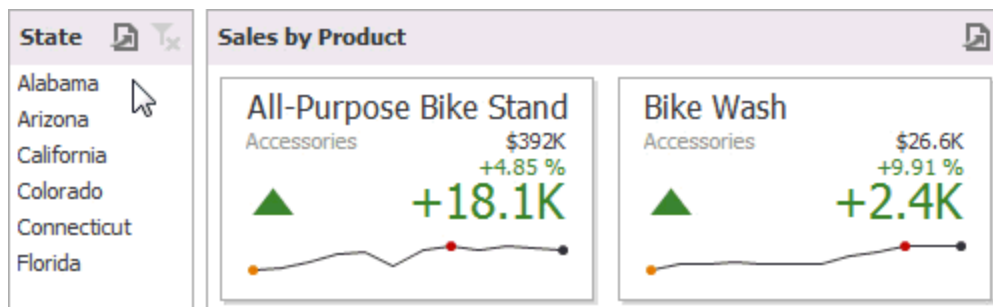 State
Alabama
Arizona
California
Colorado
Connecticut
Florida
Sales by Product
All-Purpose Bike Stand
Accessories
$392K
+4.85 %
+18.1K
Bike Wash
Accessories
$26.6K
+9.91 %
+2.4K